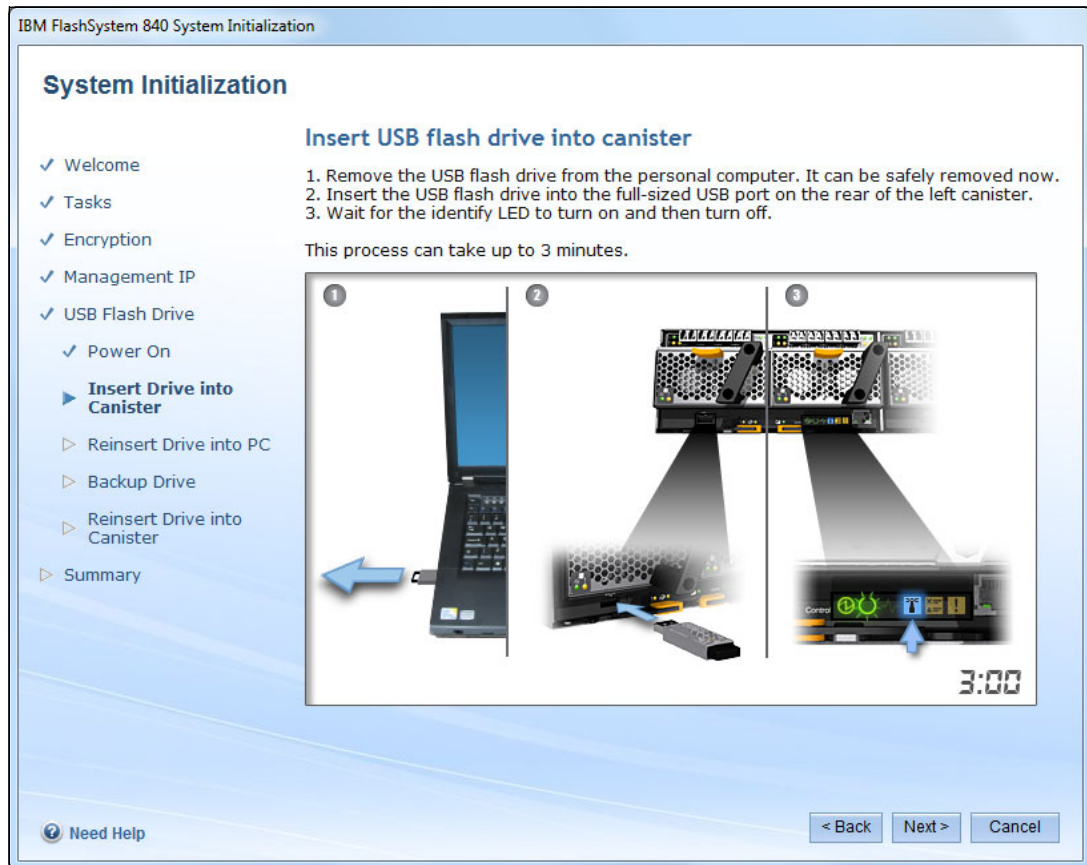 IBM FlashSystem 840 System Initialization
System Initialization
Welcome
Tasks
Encryption
Management IP
USB Flash Drive
Power On
Insert Drive into
Canister
Reinsert Drive into PC
Backup Drive
Reinsert Drive into
Canister
Summary
Insert USB flash drive into canister
1. Remove the USB flash drive from the personal computer. It can be safely removed now.
2. Insert the USB flash drive into the full-sized USB port on the rear of the left canister.
3. Wait for the identify LED to turn on and then turn off.
This process can take up to 3 minutes.
1
2
3
Control
3:00
? Need Help
< Back
Next >
Cancel